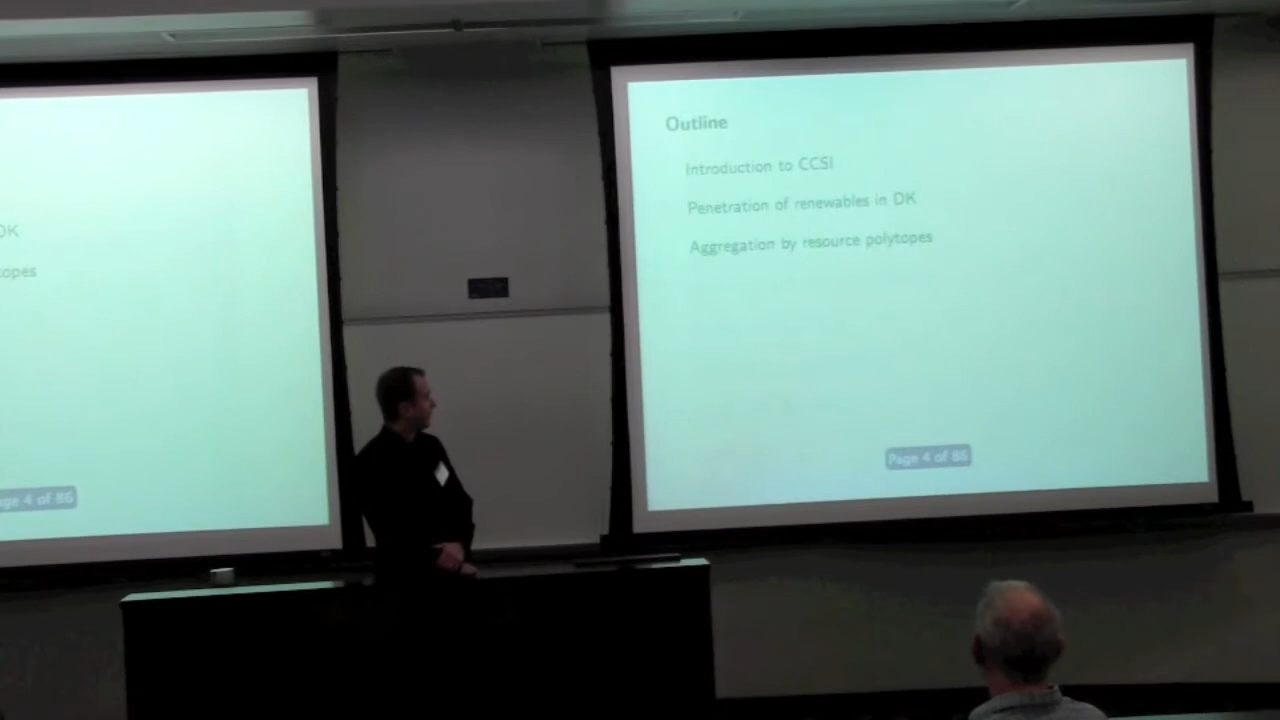 DK
opes
ge 4 of 86
Outline
Introduction to CCSI
Penetration of renewables in DK
Aggregation by resource polytopes
Page 4 of 86